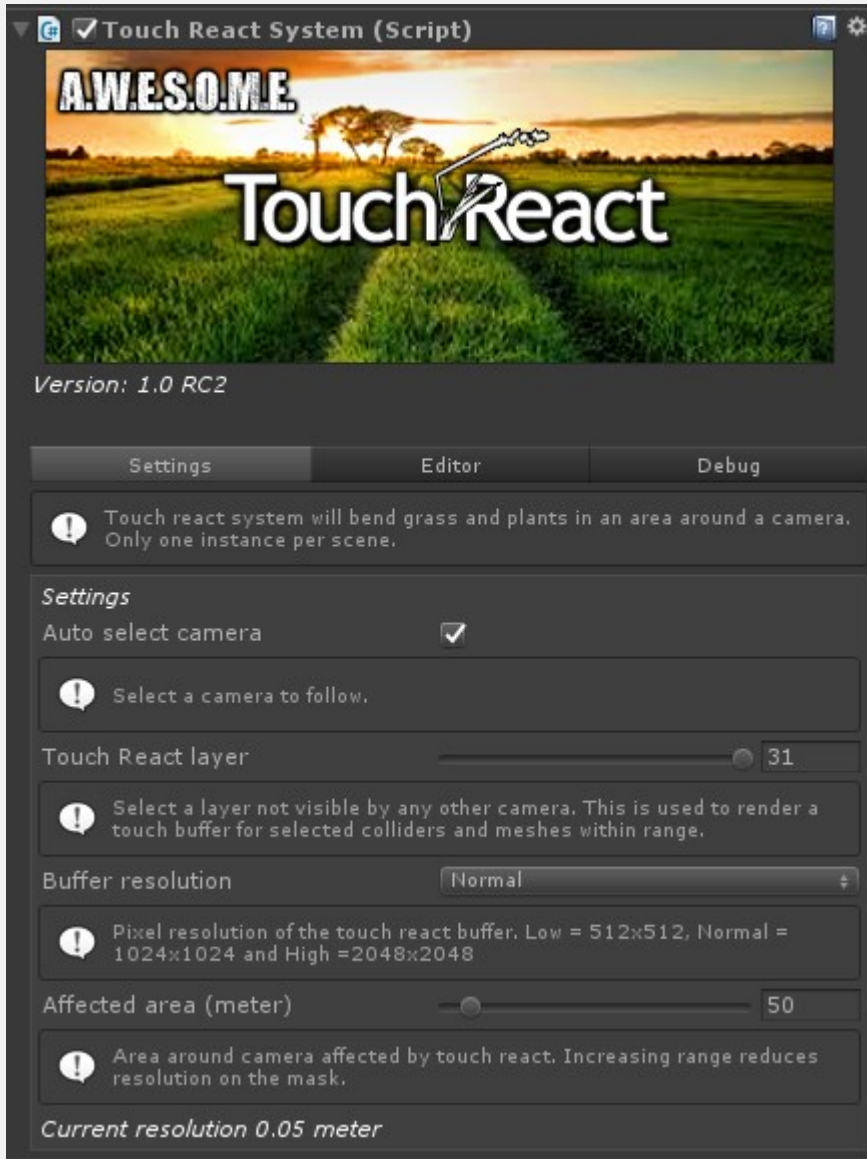 Touch React System (Script)
A.W.E.S.O.M.E.
Touch React
Version: 1.0 RC2
Settings Editor Debug
Touch react system will bend grass and plants in an area around a camera.
Only one instance per scene.
Settings
Auto select camera
Select a camera to follow.
Touch React layer 31
Select a layer not visible by any other camera. This is used to render a
touch buffer for selected colliders and meshes within range.
Buffer resolution Normal
Pixel resolution of the touch react buffer. Low = 512x512, Normal =
1024x1024 and High =2048x2048
Affected area (meter) 50
Area around camera affected by touch react. Increasing range reduces
resolution on the mask.
Current resolution 0.05 meter